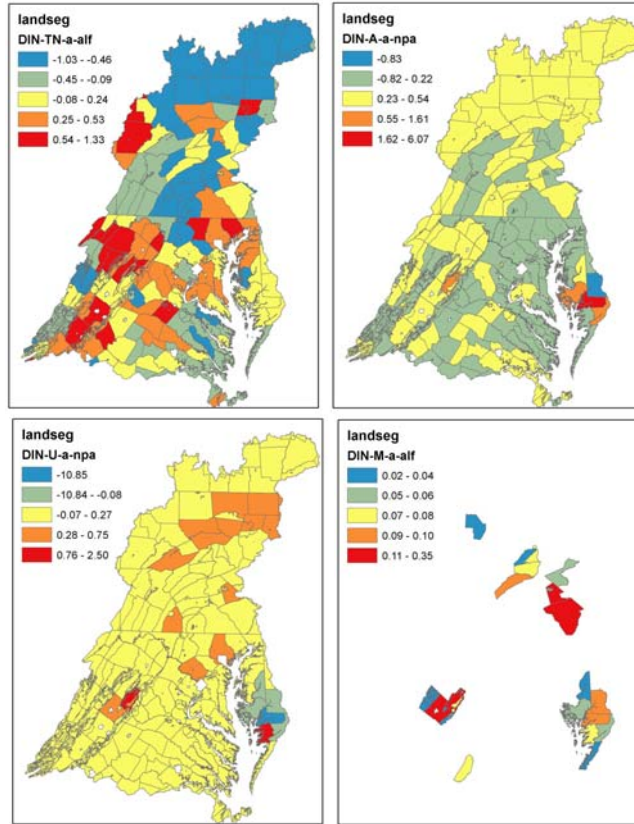 landseg
DIN-TN-a-alf
-1.03 - -0.46
-0.45 - -0.09
-0.08 - 0.24
0.25 - 0.53
0.54 - 1.33
landseg
DIN-A-a-npa
-0.83
-0.82 - 0.22
0.23 - 0.54
0.55 - 1.61
1.62 - 6.07
landseg
DIN-U-a-npa
-10.85
-10.84 - -0.08
-0.07 - 0.27
0.28 - 0.75
0.76 - 2.50
landseg
DIN-M-a-alf
0.02 - 0.04
0.05 - 0.06
0.07 - 0.08
0.09 - 0.10
0.11 - 0.35